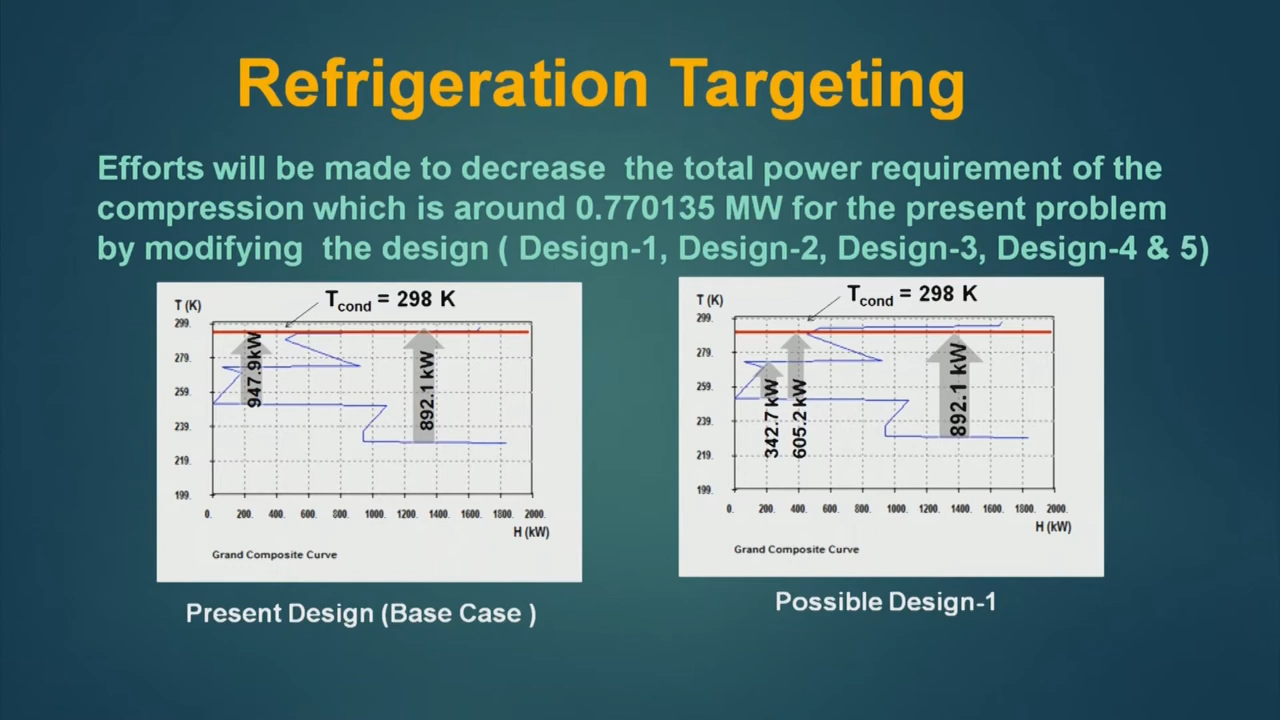 Refrigeration Targeting
Efforts will be made to decrease the total power requirement of the
compression which is around 0.770135 MW for the present problem
by modifying the design ( Design-1, Design-2, Design-3, Design-4 & 5)
T (K)
Tcond = 298 K
299.
279.
259.
239.
219.
199.
947.9kW
892.1 kW
0. 200. 400. 600. 800. 1000. 1200. 1400. 1600. 1800. 2000.
H (kW)
Grand Composite Curve
Present Design (Base Case )
T (K)
Tcond = 298 K
299.
279.
259.
239.
219.
199.
342.7 kW
605.2 kW
892.1 kW
0. 200. 400. 600. 800. 1000. 1200. 1400. 1600. 1800. 2000.
H (kW)
Grand Composite Curve
Possible Design-1